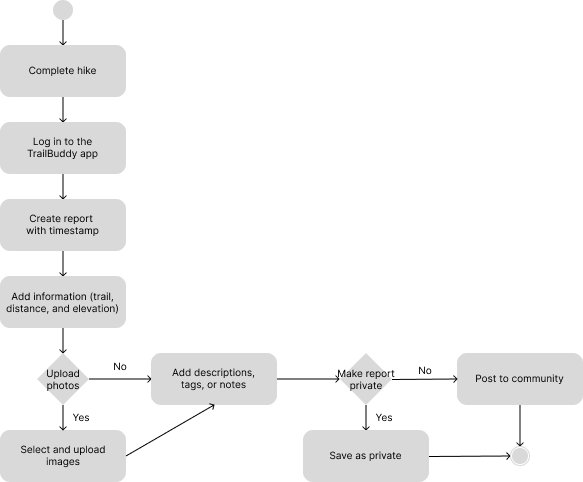 Complete hike
Log in to the
TrailBuddy app
Create report
with timestamp
Add information (trail,
distance, and elevation)
Upload
photos
No
Yes
Select and upload
images
Add descriptions,
tags, or notes
Make report
private
No
Yes
Post to community
Save as private